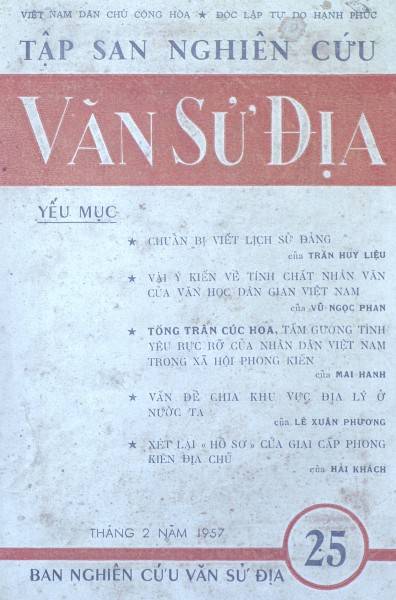 VIỆT NAM DÂN CHỦ CỘNG HÒA ★ ĐỘC LẬP TỰ DO HẠNH PHÚC
TẬP SAN NGHIÊN CỨU
VĂN SỬ ĐỊA
YẾU MỤC
★ CHUẨN BỊ VIẾT LỊCH SỬ ĐẢNG
của TRẦN HUY LIỆU
★ VÀI Ý KIẾN VỀ TÍNH CHẤT NHÂN VĂN
CỦA VĂN HỌC DÂN GIAN VIỆT NAM
của VŨ NGỌC PHAN
★ TỐNG TRÂN CÚC HOA, TẤM GƯƠNG TÌNH
YÊU RỰC RỠ CỦA NHÂN DÂN VIỆT NAM
TRONG XÃ HỘI PHONG KIẾN
của MAI HANH
★ VẤN ĐỀ CHIA KHU VỰC ĐỊA LÝ Ở
NƯỚC TA
của LÊ XUÂN PHƯƠNG
★ XÉT LẠI « HỒ SƠ » CỦA GIAI CẤP PHONG
KIẾN ĐỊA CHỦ
của HẢI KHÁCH
THÁNG 2 NĂM 1957
25
BAN NGHIÊN CỨU VĂN SỬ ĐỊA